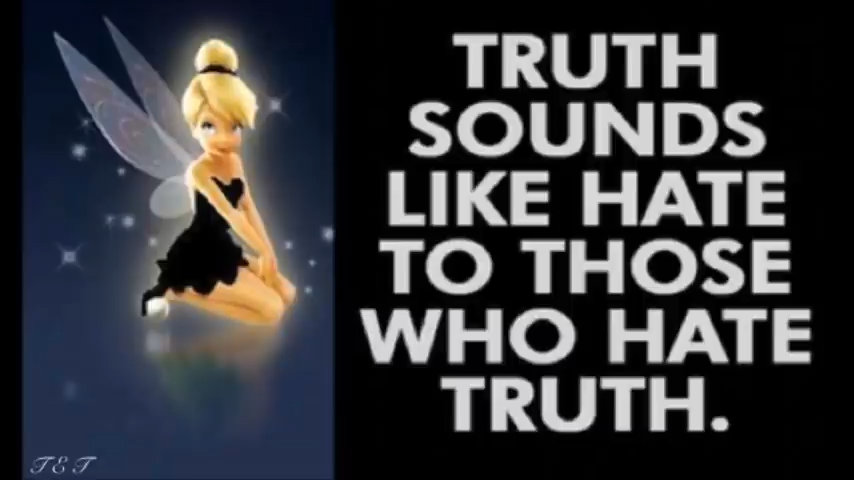 TRUTH
SOUNDS
LIKE HATE
TO THOSE
WHO HATE
TRUTH.
T&T